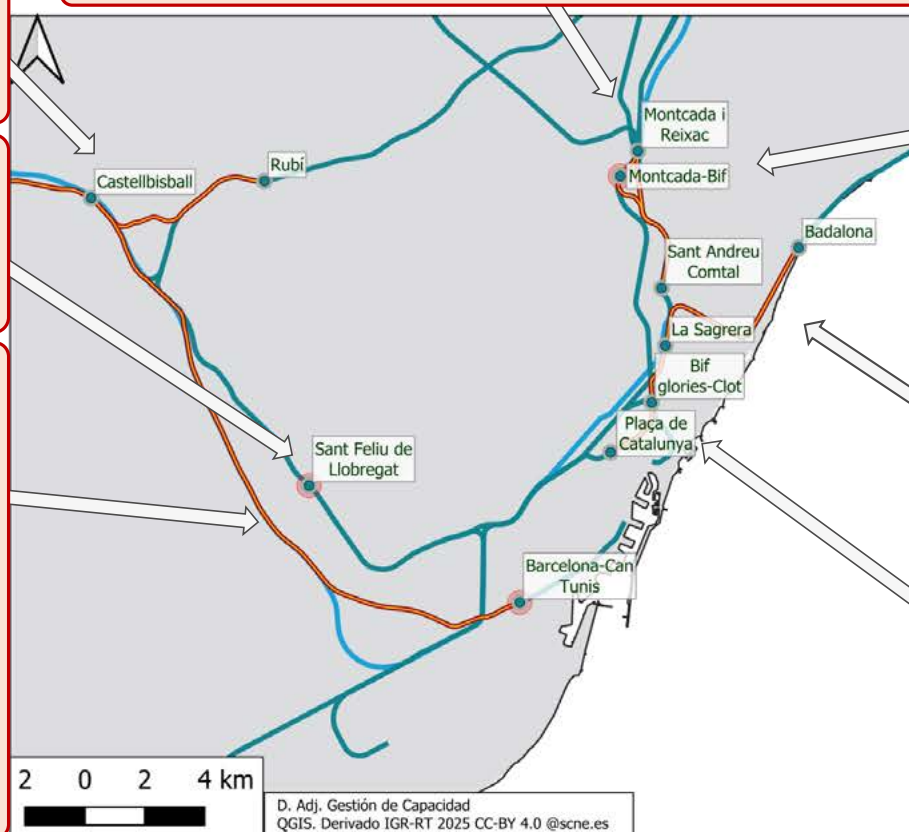 Montcada i
Reixac
Rubí
Castellbisball
Montcada-Bif
Badalona
Sant Andreu
Comtal
La Sagrera
Bif
glories-Clot
Plaça de
Catalunya
Sant Feliu de
Llobregat
Barcelona-Can
Tunis
2 0 2 4 km
D. Adj. Gestión de Capacidad
QGIS. Derivado IGR-RT 2025 CC-BY 4.0 @scne.es